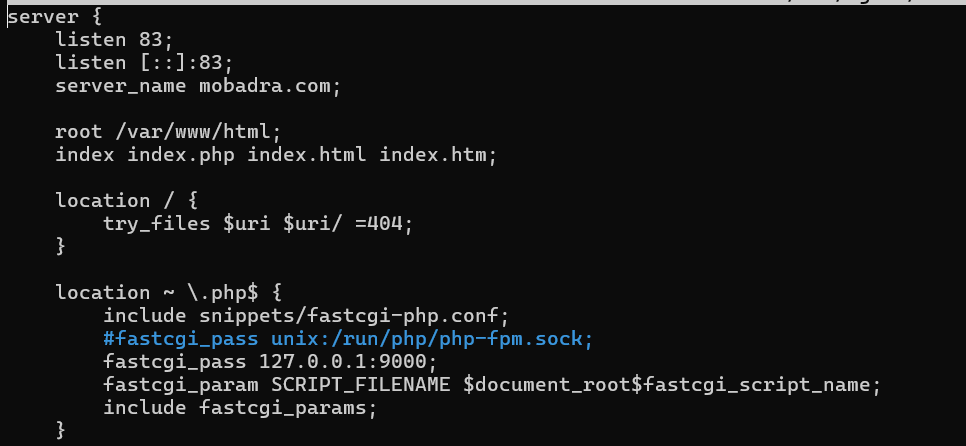 server {
    listen 83;
    listen [::]:83;
    server_name mobadra.com;

    root /var/www/html;
    index index.php index.html index.htm;

    location / {
        try_files $uri $uri/ =404;
    }

    location ~ \.php$ {
        include snippets/fastcgi-php.conf;
        #fastcgi_pass unix:/run/php/php-fpm.sock;
        fastcgi_pass 127.0.0.1:9000;
        fastcgi_param SCRIPT_FILENAME $document_root$fastcgi_script_name;
        include fastcgi_params;
    }